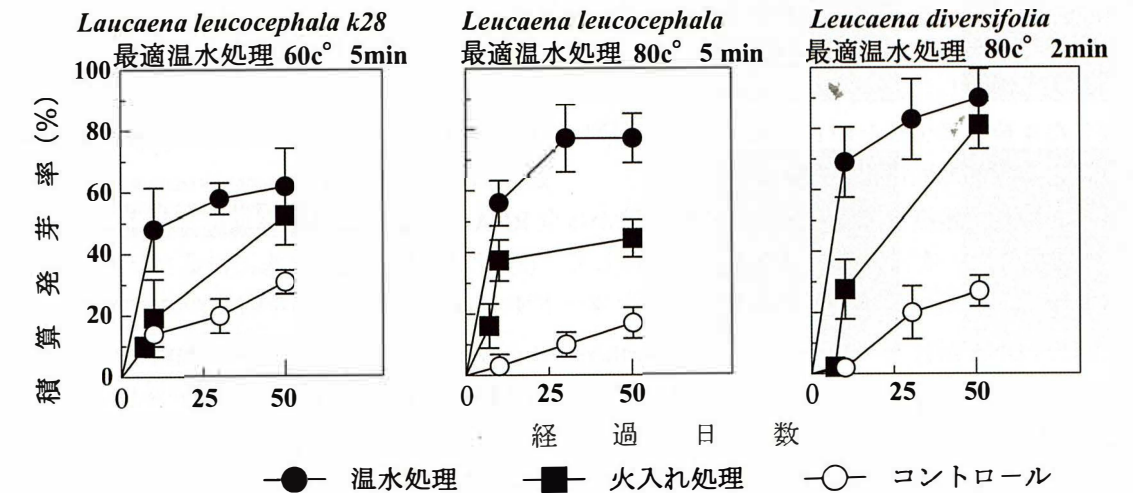 Laucaena leucocephala k28
最適温水処理 60c° 5min
Leucaena leucocephala
最適温水処理 80c° 5 min
Leucaena diversifolia
最適温水処理 80c° 2min
積算発芽率 (%)
100
80
60
40
20
0
0 25 50
0 25 50
0 25 50
経過日数
温水処理 火入れ処理 コントロール